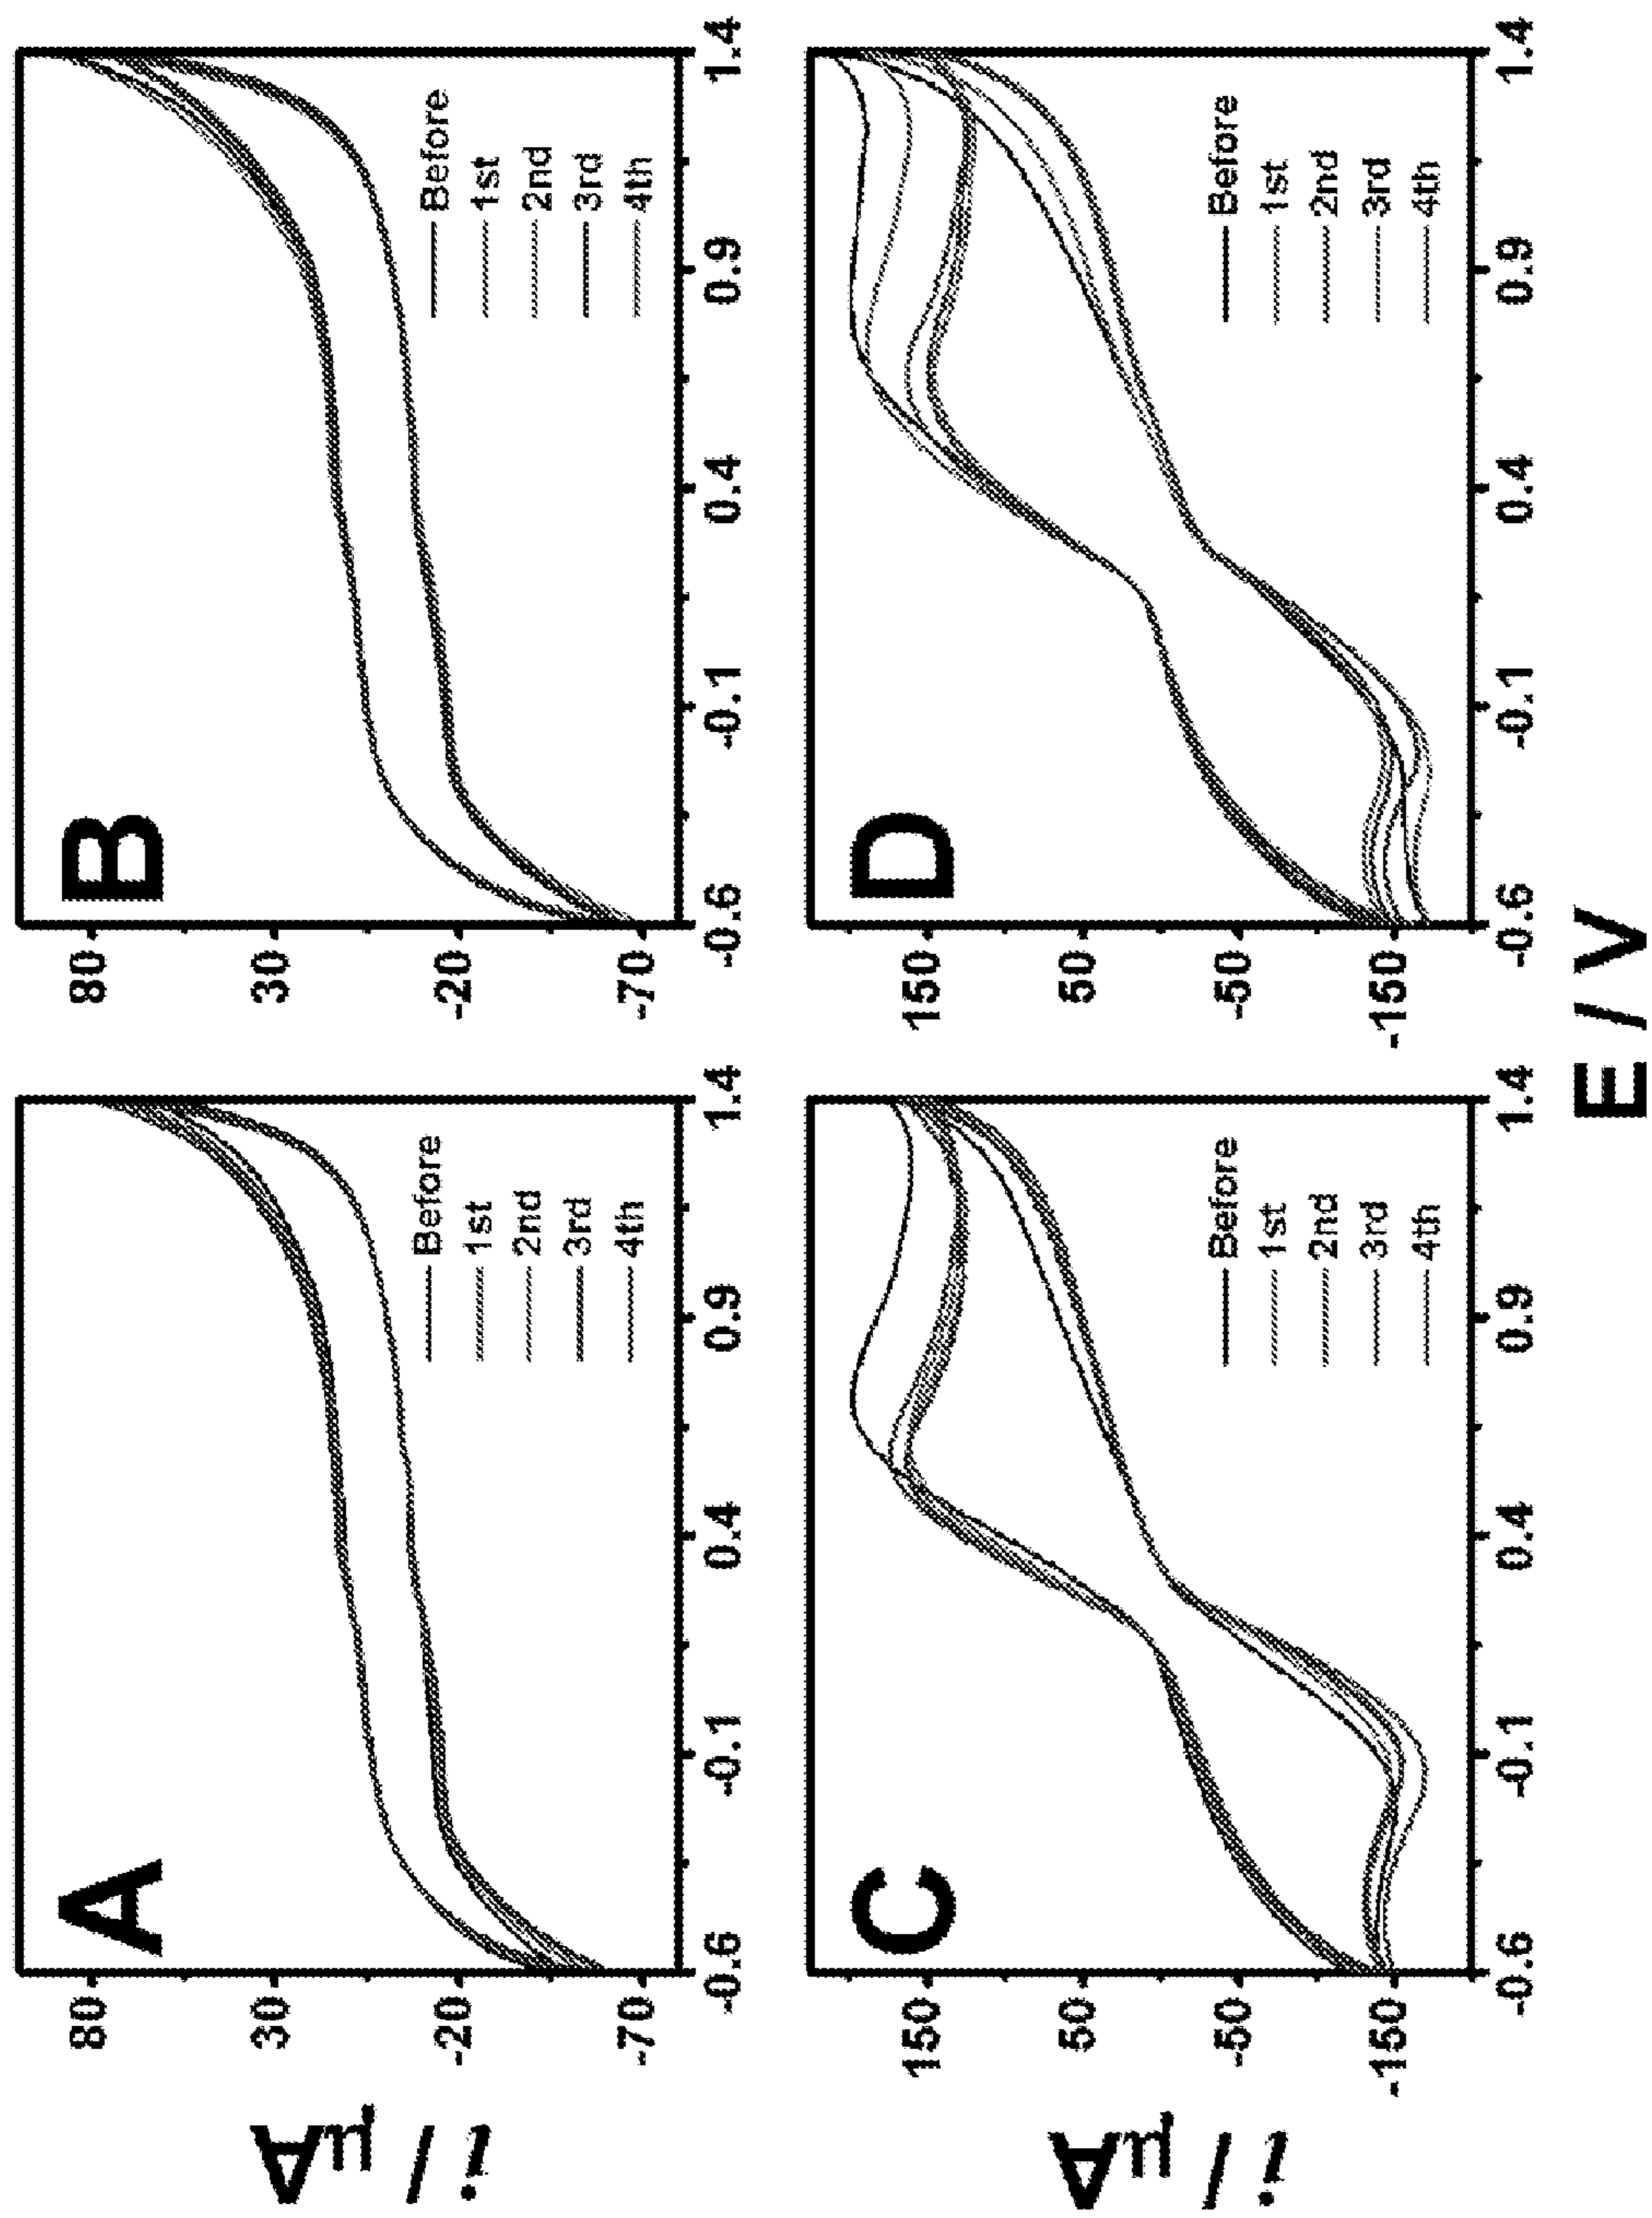 A
80
30
-20
-70
-0.6
-0.1
0.4
0.9
1.4
Before
1st
2nd
3rd
4th
B
80
30
-20
-70
-0.6
-0.1
0.4
0.9
1.4
Before
1st
2nd
3rd
4th
C
150
50
-50
-150
-0.6
-0.1
0.4
0.9
1.4
Before
1st
2nd
3rd
4th
D
150
50
-50
-150
-0.6
-0.1
0.4
0.9
1.4
Before
1st
2nd
3rd
4th
i / µA
i / µA
E / V